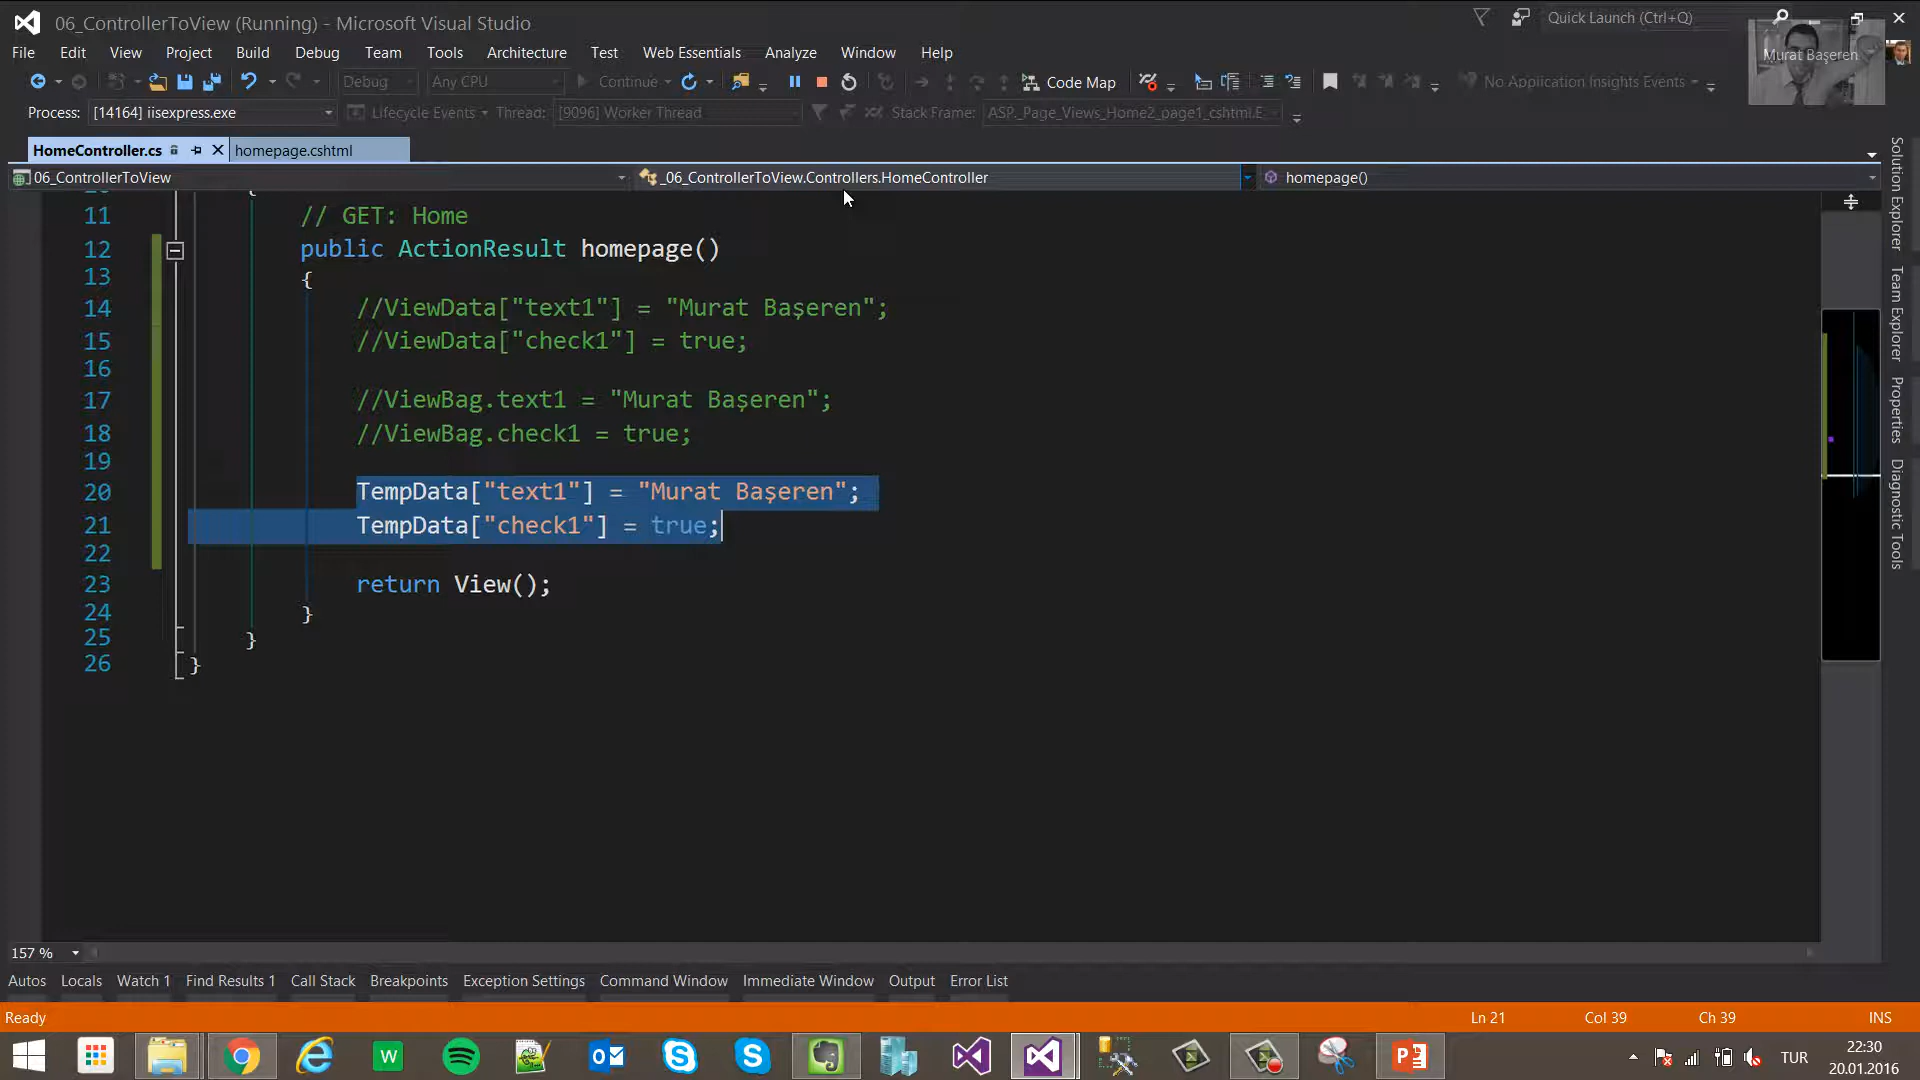 06_ControllerToView (Running) - Microsoft Visual Studio
Quick Launch (Ctrl+Q)
Murat Başeren
File Edit View Project Build Debug Team Tools Architecture Test Web Essentials Analyze Window Help
Debug Any CPU Continue Code Map No Application Insights Events
Process: [14164] iisexpress.exe Lifecycle Events Thread: [9096] Worker Thread Stack Frame: ASP._Page_Views_Home2_page1_cshtml.E
HomeController.cs homepage.cshtml
06_ControllerToView _06_ControllerToView.Controllers.HomeController homepage()
{
11 // GET: Home
12 public ActionResult homepage()
13 {
14 //ViewData["text1"] = "Murat Başeren";
15 //ViewData["check1"] = true;
16
17 //ViewBag.text1 = "Murat Başeren";
18 //ViewBag.check1 = true;
19
20 TempData["text1"] = "Murat Başeren";
21 TempData["check1"] = true;
22
23 return View();
24 }
25 }
26 }
Solution Explorer
Team Explorer
Properties
Diagnostic Tools
157 %
Autos Locals Watch 1 Find Results 1 Call Stack Breakpoints Exception Settings Command Window Immediate Window Output Error List
Ready Ln 21 Col 39 Ch 39 INS
TUR
22:30
20.01.2016